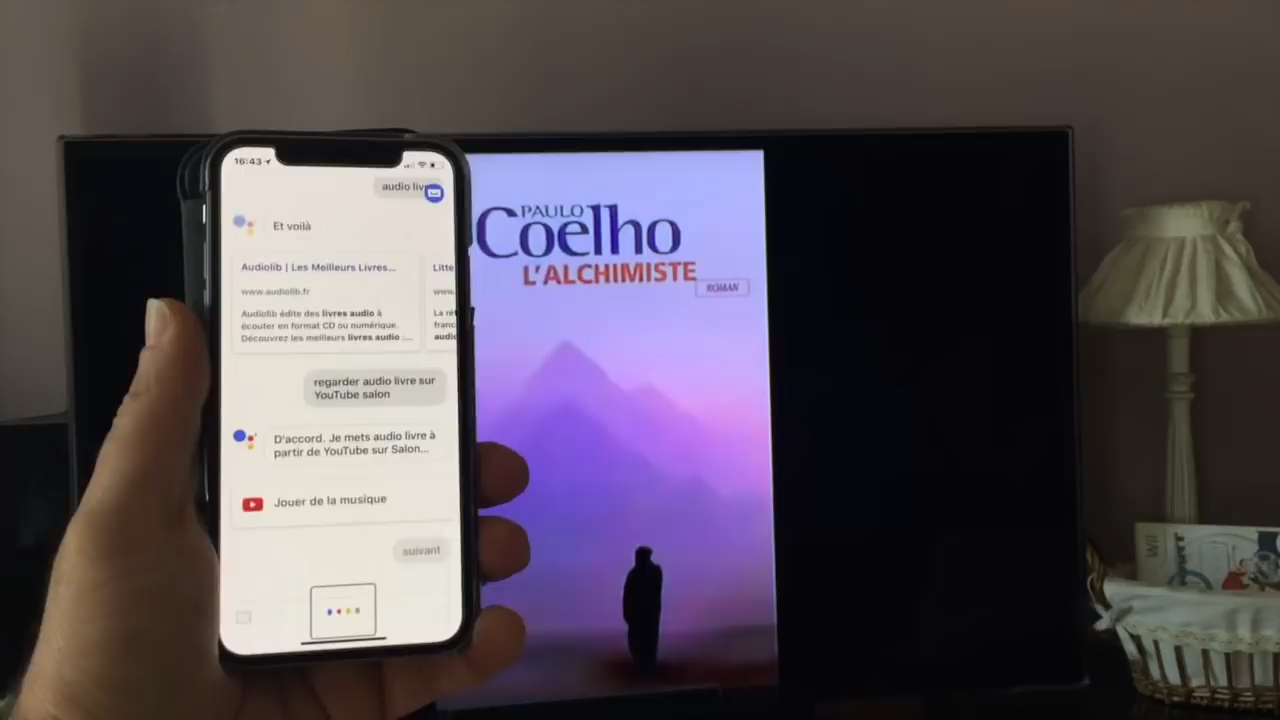 16:43
audio liv
Et voilà
Audiolib | Les Meilleurs Livres...
www.audiolib.fr
Audiolib édite des livres audio à
écouter en format CD ou numérique.
Découvrez les meilleurs livres audio :...
Litte
www.
La ré
franc
audio
regarder audio livre sur
YouTube salon
D'accord. Je mets audio livre à
partir de YouTube sur Salon...
Jouer de la musique
suivant
PAULO
Coelho
L'ALCHIMISTE
ROMAN
Wii